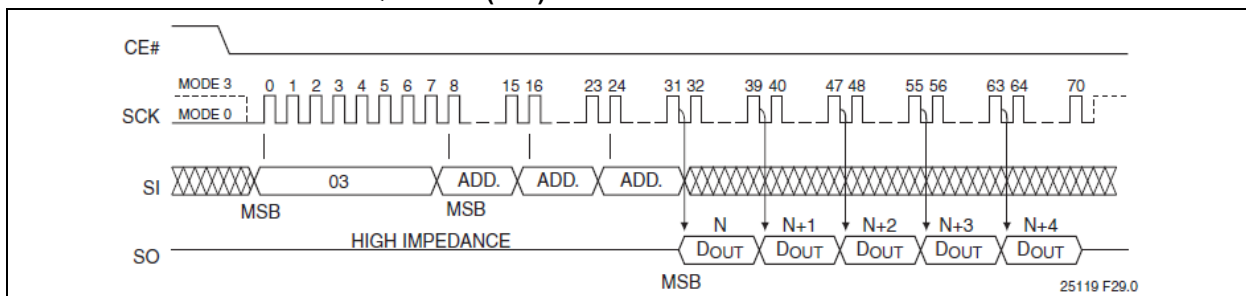 CE#
MODE 3 0 1 2 3 4 5 6 7 8 15 16 23 24 31 32 39 40 47 48 55 56 63 64 70
SCK MODE 0
SI 03 ADD. ADD. ADD.
MSB MSB
N N+1 N+2 N+3 N+4
SO HIGH IMPEDANCE DOUT DOUT DOUT DOUT DOUT
MSB
25119 F29.0